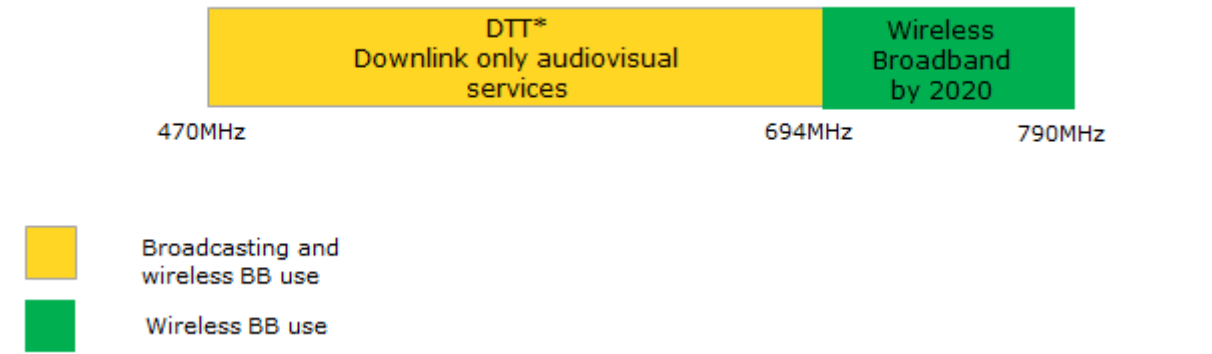 DTT*
Downlink only audiovisual
services
Wireless
Broadband
by 2020
470MHz
694MHz
790MHz
Broadcasting and
wireless BB use
Wireless BB use